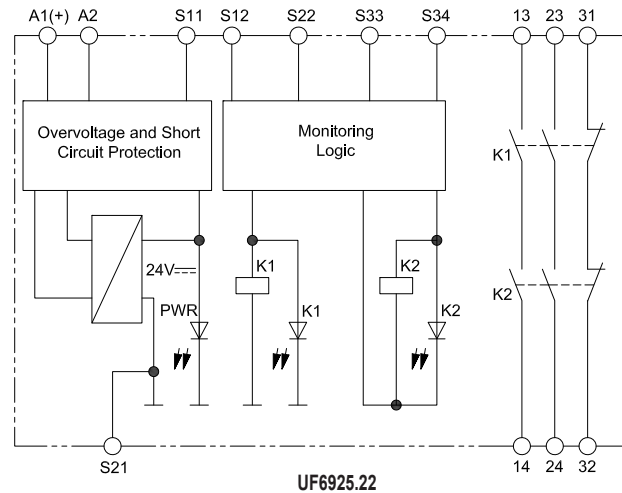 A1(+) A2 S11 S12 S22 S33 S34 13 23 31
Overvoltage and Short
Circuit Protection
Monitoring
Logic
K1
24V
K1
K2
PWR
K1
K2
K2
S21
14 24 32
UF6925.22